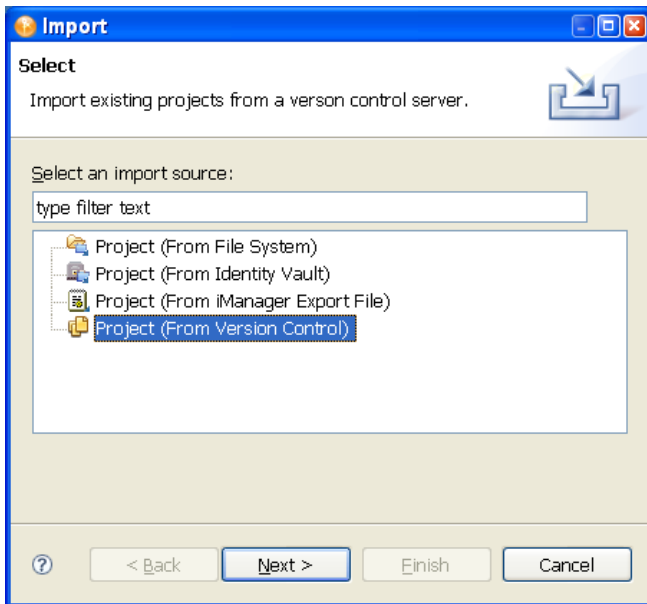 Import
Select
Import existing projects from a verson control server.
Select an import source:
type filter text
Project (From File System)
Project (From Identity Vault)
Project (From iManager Export File)
Project (From Version Control)
? < Back Next > Finish Cancel